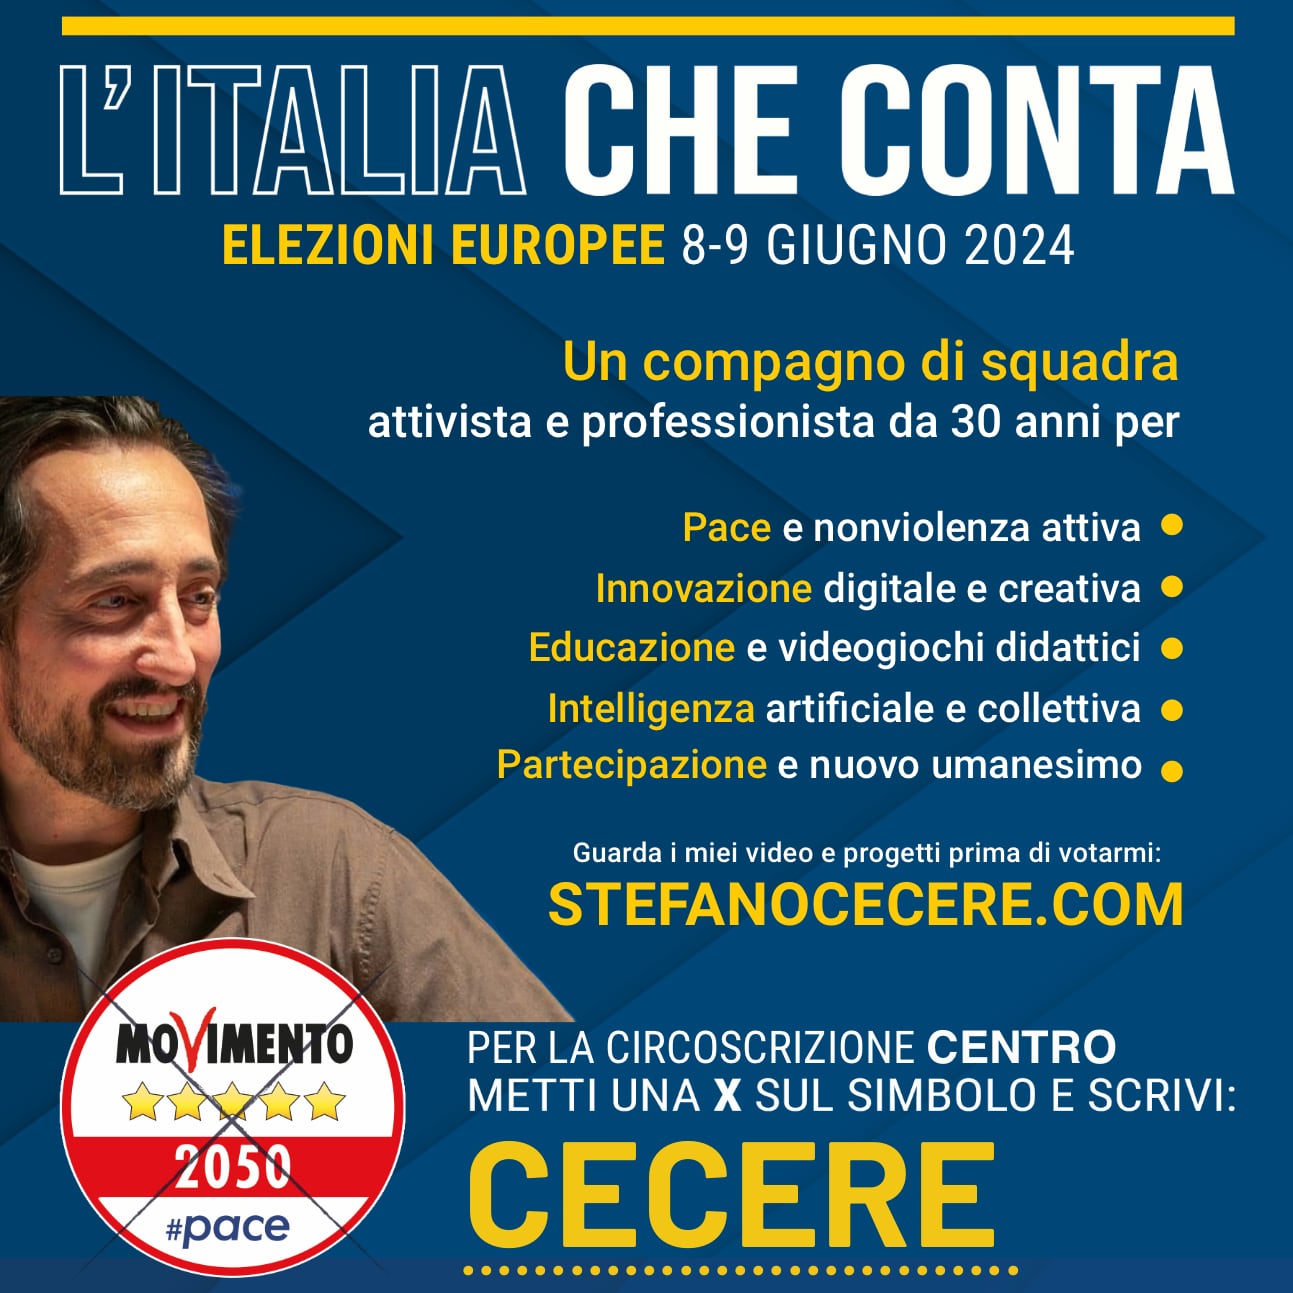 L'ITALIA CHE CONTA
ELEZIONI EUROPEE 8-9 GIUGNO 2024
Un compagno di squadra
attivista e professionista da 30 anni per
Pace e nonviolenza attiva
Innovazione digitale e creativa
Educazione e videogiochi didattici
Intelligenza artificiale e collettiva
Partecipazione e nuovo umanesimo
Guarda i miei video e progetti prima di votarmi:
STEFANOCECERE.COM
MOVIMENTO
2050
#pace
PER LA CIRCOSCRIZIONE CENTRO
METTI UNA X SUL SIMBOLO E SCRIVI:
CECERE